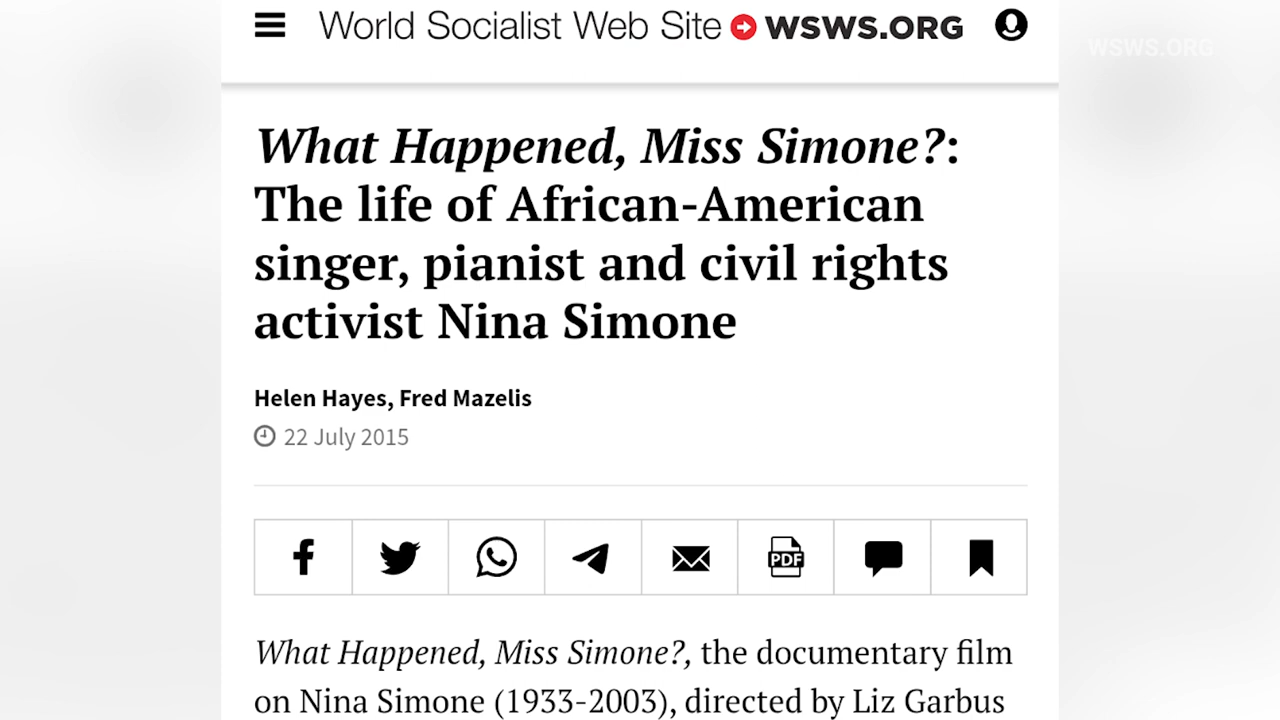 World Socialist Web Site WSWS.ORG
WSWS.ORG
What Happened, Miss Simone?:
The life of African-American
singer, pianist and civil rights
activist Nina Simone
Helen Hayes, Fred Mazelis
22 July 2015
PDF
What Happened, Miss Simone?, the documentary film
on Nina Simone (1933-2003), directed by Liz Garbus